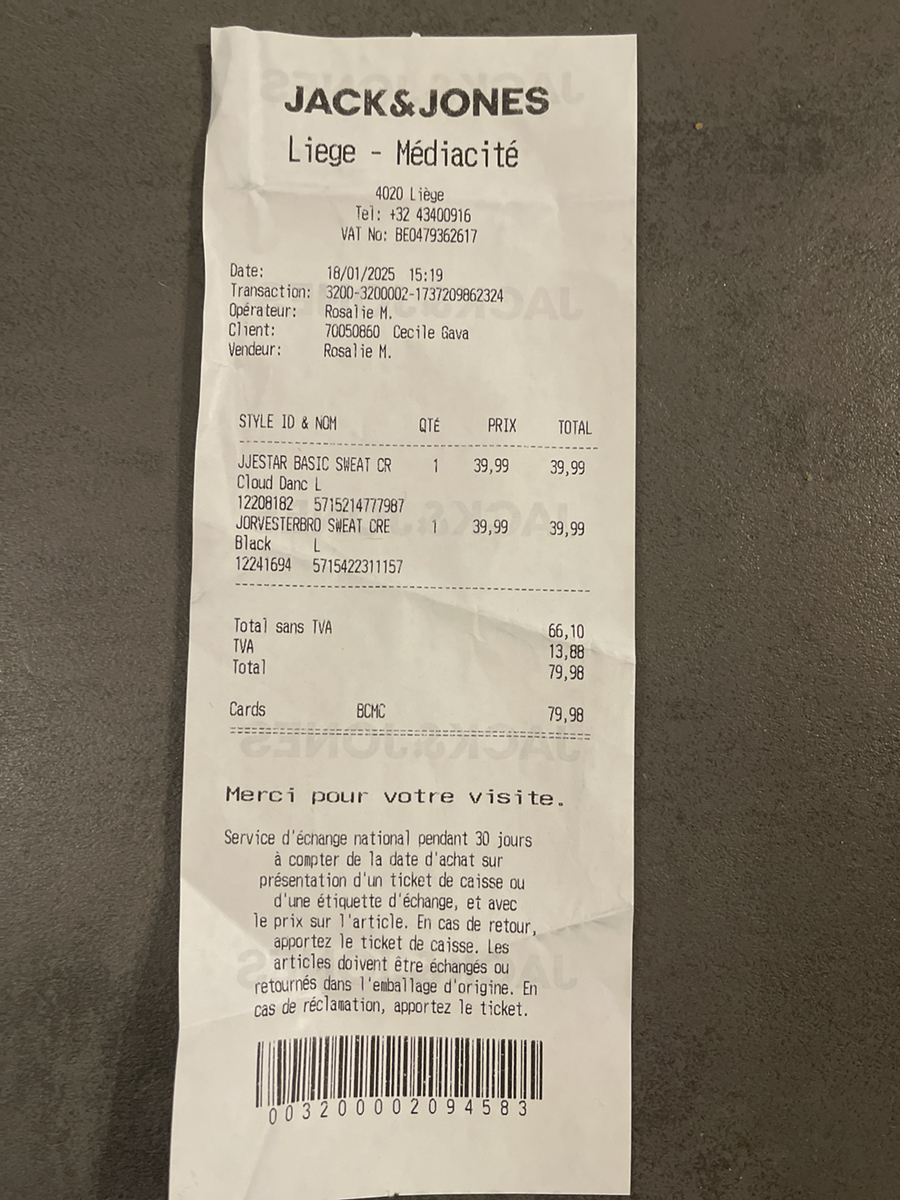 JACK&JONES
Liege - Médiacité
4020 Liège
Tel: +32 43400916
VAT No: BE0479362617
Date: 18/01/2025 15:19
Transaction: 3200-3200002-1737209862324
Opérateur: Rosalie M.
Client: 70050860 Cecile Gava
Vendeur: Rosalie M.
STYLE ID & NOM QTÉ PRIX TOTAL
JJESTAR BASIC SWEAT CR 1 39,99 39,99
Cloud Danc L
12208182 5715214777987
JORVESTERBRO SWEAT CRE 1 39,99 39,99
Black L
12241694 5715422311157
Total sans TVA 66,10
TVA 13,88
Total 79,98
Cards BCMC 79,98
Merci pour votre visite.
Service d'échange national pendant 30 jours
à compter de la date d'achat sur
présentation d'un ticket de caisse ou
d'une étiquette d'échange, et avec
le prix sur l'article. En cas de retour,
apportez le ticket de caisse. Les
articles doivent être échangés ou
retournés dans l'emballage d'origine. En
cas de réclamation, apportez le ticket.
003200002094583